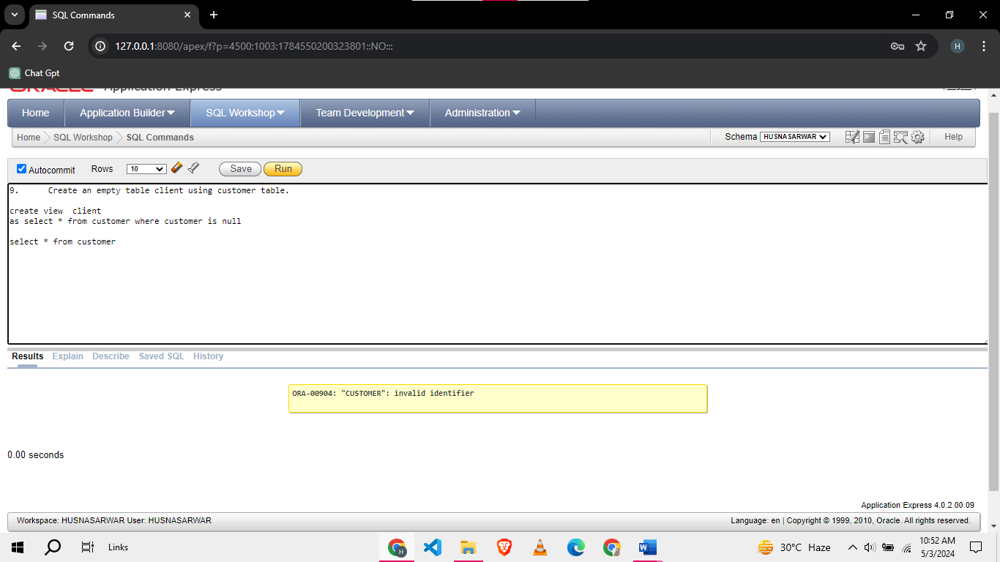 SQL Commands
127.0.0.1:8080/apex/f?p=4500:1003:1784550200323801::NO:::
H
Chat Gpt
ORACLE Application Express
Home Application Builder SQL Workshop Team Development Administration
Home SQL Workshop SQL Commands Schema HUSNASARWAR Help
Autocommit Rows 10 Save Run
9. Create an empty table client using customer table.
create view client
as select * from customer where customer is null
select * from customer
Results Explain Describe Saved SQL History
ORA-00904: "CUSTOMER": invalid identifier
0.00 seconds
Application Express 4.0.2.00.09
Workspace: HUSNASARWAR User: HUSNASARWAR Language: en | Copyright © 1999, 2010, Oracle. All rights reserved.
Links 30°C Haze 10:52 AM
5/3/2024